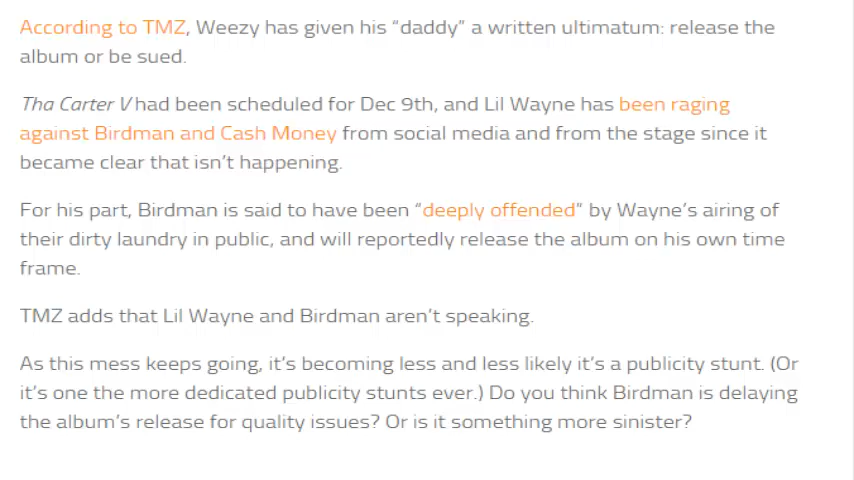 According to TMZ, Weezy has given his “daddy” a written ultimatum: release the
album or be sued.
Tha Carter V had been scheduled for Dec 9th, and Lil Wayne has been raging
against Birdman and Cash Money from social media and from the stage since it
became clear that isn’t happening.
For his part, Birdman is said to have been “deeply offended” by Wayne’s airing of
their dirty laundry in public, and will reportedly release the album on his own time
frame.
TMZ adds that Lil Wayne and Birdman aren’t speaking.
As this mess keeps going, it’s becoming less and less likely it’s a publicity stunt. (Or
it’s one the more dedicated publicity stunts ever.) Do you think Birdman is delaying
the album’s release for quality issues? Or is it something more sinister?